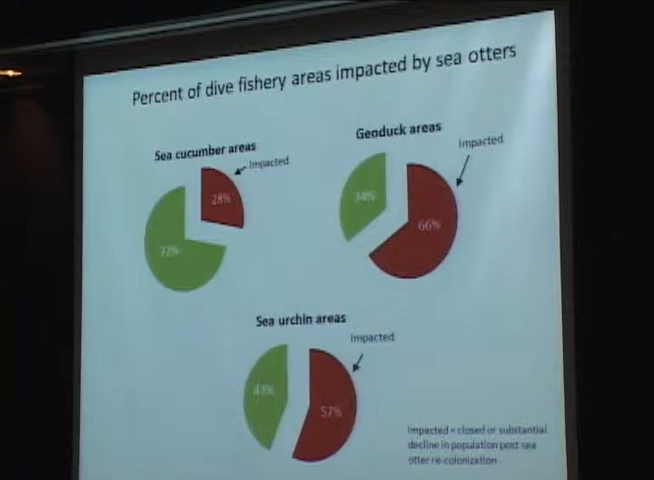 Percent of dive fishery areas impacted by sea otters
Sea cucumber areas
Impacted
28%
72%
Geoduck areas
Impacted
34%
66%
Sea urchin areas
Impacted
43%
57%
Impacted = closed or substantial
decline in population post sea
otter re-colonization